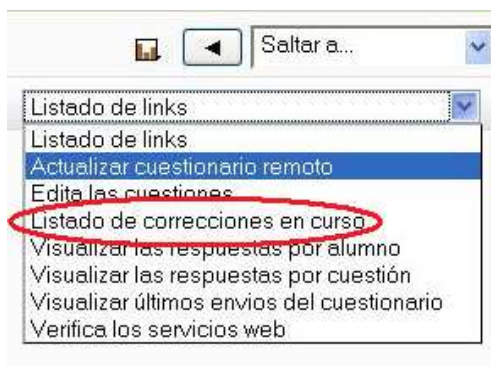 Saltar a...
Listado de links
Listado de links
Actualizar cuestionario remoto
Edita las cuestiones
Listado de correcciones en curso
Visualizar las respuestas por alumno
Visualizar las respuestas por cuestión
Visualizar últimos envios del cuestionario
Verifica los servicios web